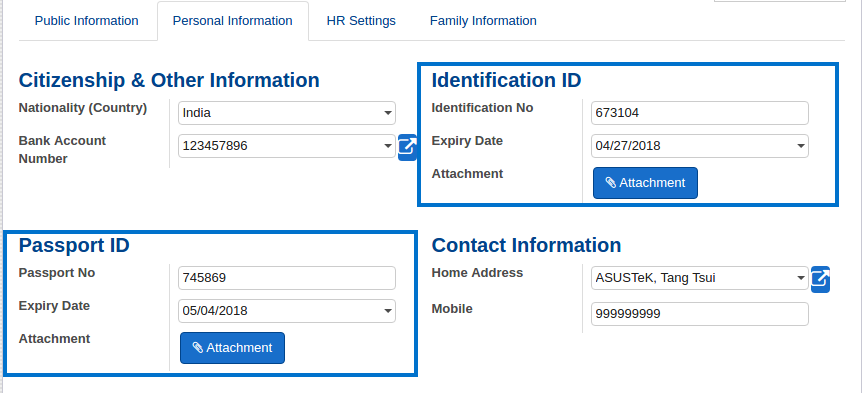 Public Information
Personal Information
HR Settings
Family Information
Citizenship & Other Information
Nationality (Country)
India
Bank Account
Number
123457896
Identification ID
Identification No
673104
Expiry Date
04/27/2018
Attachment
Attachment
Passport ID
Passport No
745869
Expiry Date
05/04/2018
Attachment
Attachment
Contact Information
Home Address
ASUSTeK, Tang Tsui
Mobile
999999999